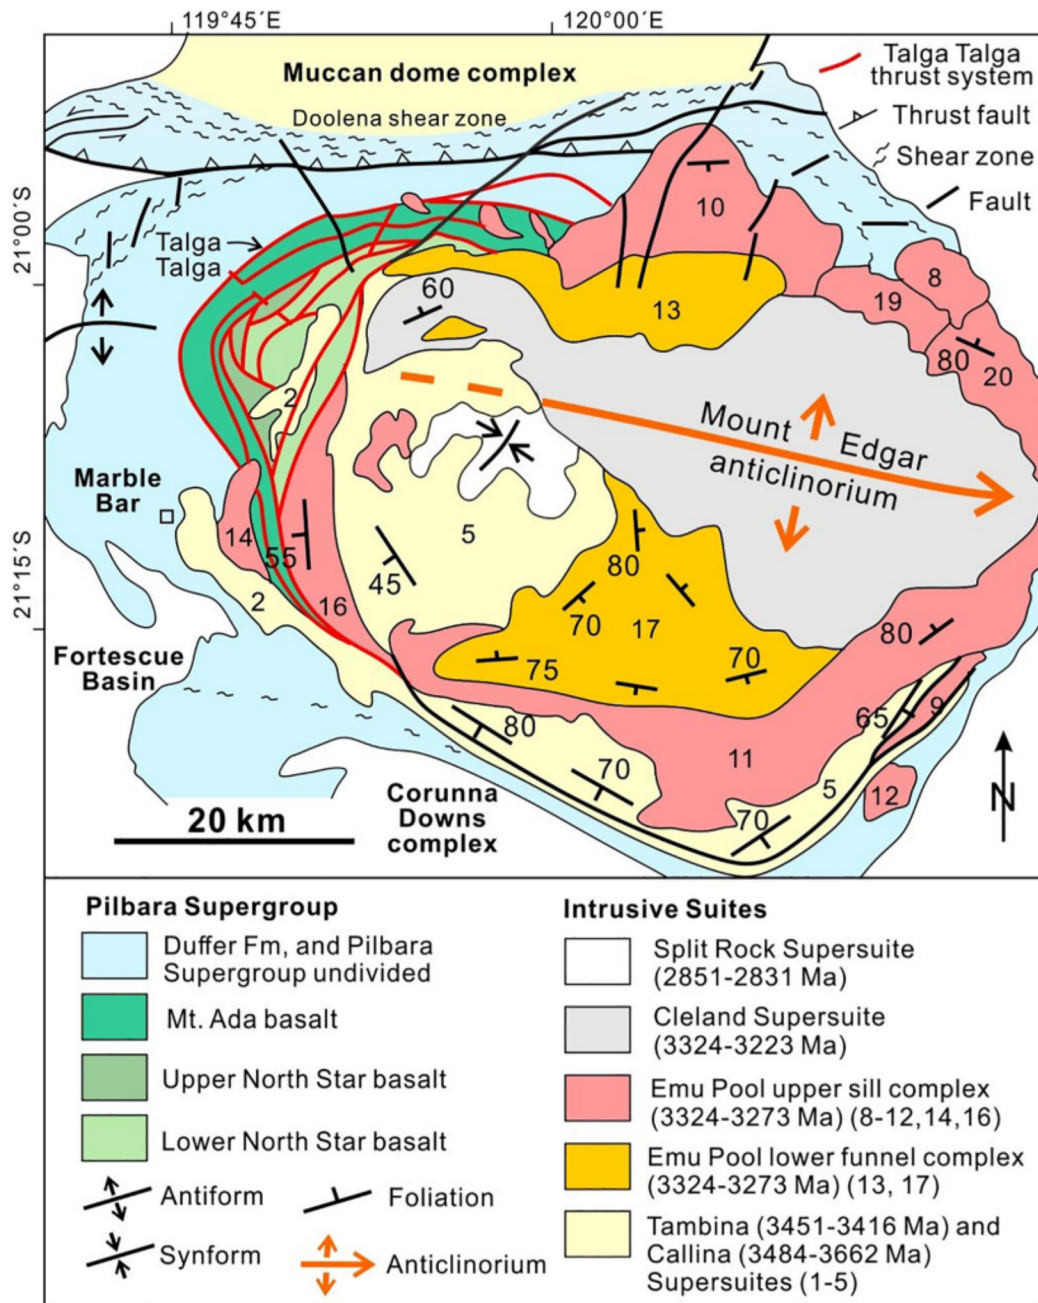 119°45´E
120°00´E
Muccan dome complex
Doolena shear zone
Talga Talga
thrust system
Thrust fault
Shear zone
Fault
21°00´S
Talga
Talga
10
8
60
13
19
80
20
2
Mount Edgar
anticlinorium
Marble
Bar
14
55
5
45
80
16
2
70
17
80
21°15´S
Fortescue
Basin
75
70
65
9
80
11
70
5
12
N
20 km
Corunna
Downs
complex
70
Pilbara Supergroup
Duffer Fm, and Pilbara
Supergroup undivided
Mt. Ada basalt
Upper North Star basalt
Lower North Star basalt
Antiform
Foliation
Synform
Anticlinorium
Intrusive Suites
Split Rock Supersuite
(2851-2831 Ma)
Cleland Supersuite
(3324-3223 Ma)
Emu Pool upper sill complex
(3324-3273 Ma) (8-12,14,16)
Emu Pool lower funnel complex
(3324-3273 Ma) (13, 17)
Tambina (3451-3416 Ma) and
Callina (3484-3662 Ma)
Supersuites (1-5)